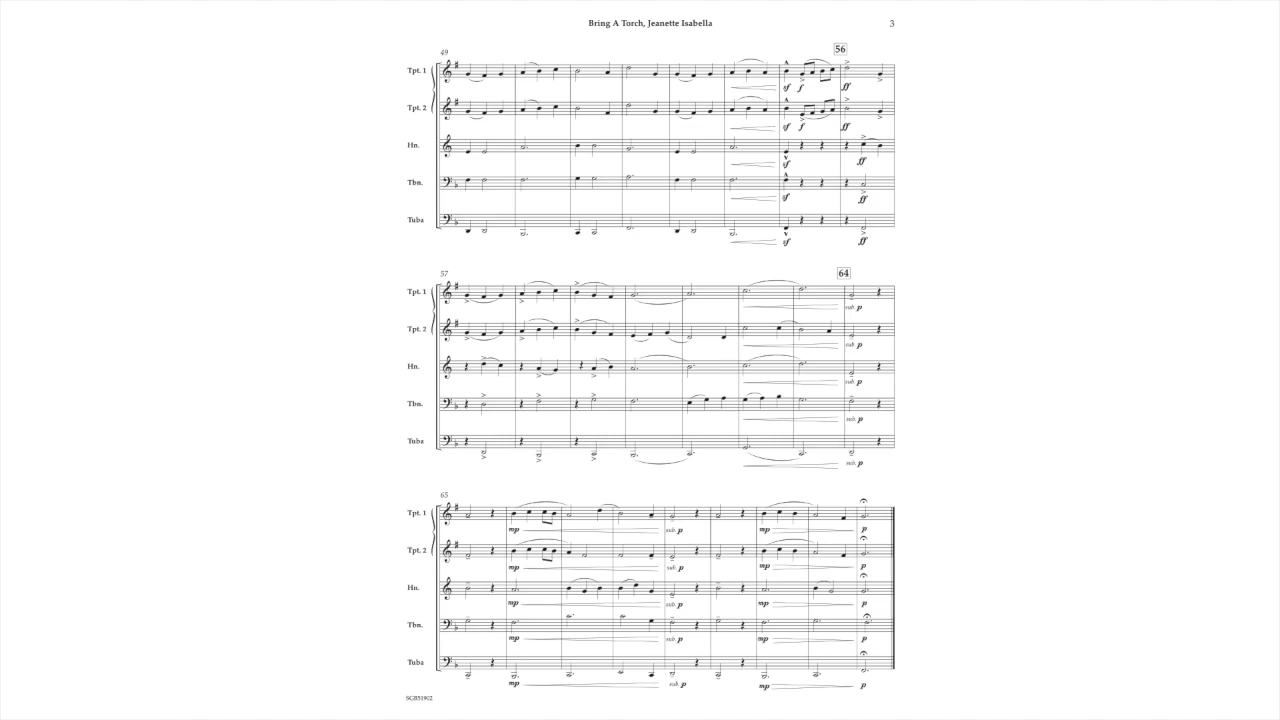 Bring A Torch, Jeanette Isabella
3
49
56
Tpt. 1
sf f ff
Tpt. 2
sf f ff
Hn.
sf ff
Tbn.
sf ff
Tuba
sf ff
57
64
Tpt. 1
sub. p
Tpt. 2
sub. p
Hn.
sub. p
Tbn.
sub. p
Tuba
sub. p
65
Tpt. 1
mp sub. p mp p
Tpt. 2
mp sub. p mp p
Hn.
mp sub. p mp p
Tbn.
mp sub. p mp p
Tuba
mp sub. p mp p
SGB51902